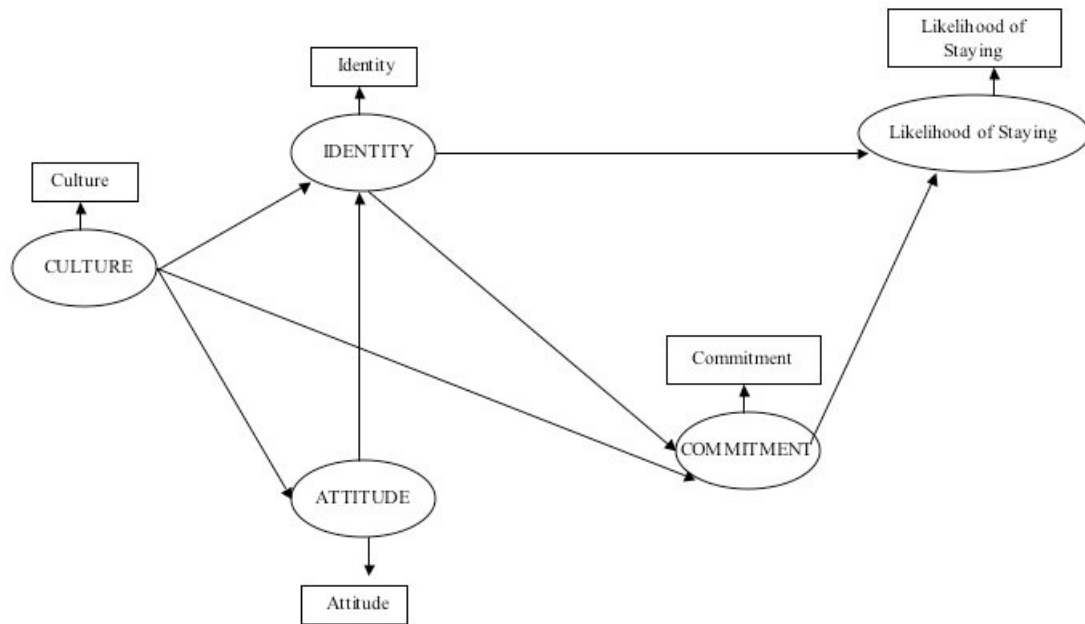 Likelihood of
Staying
Identity
Likelihood of Staying
IDENTITY
Culture
CULTURE
Commitment
COMMITMENT
ATTITUDE
Attitude